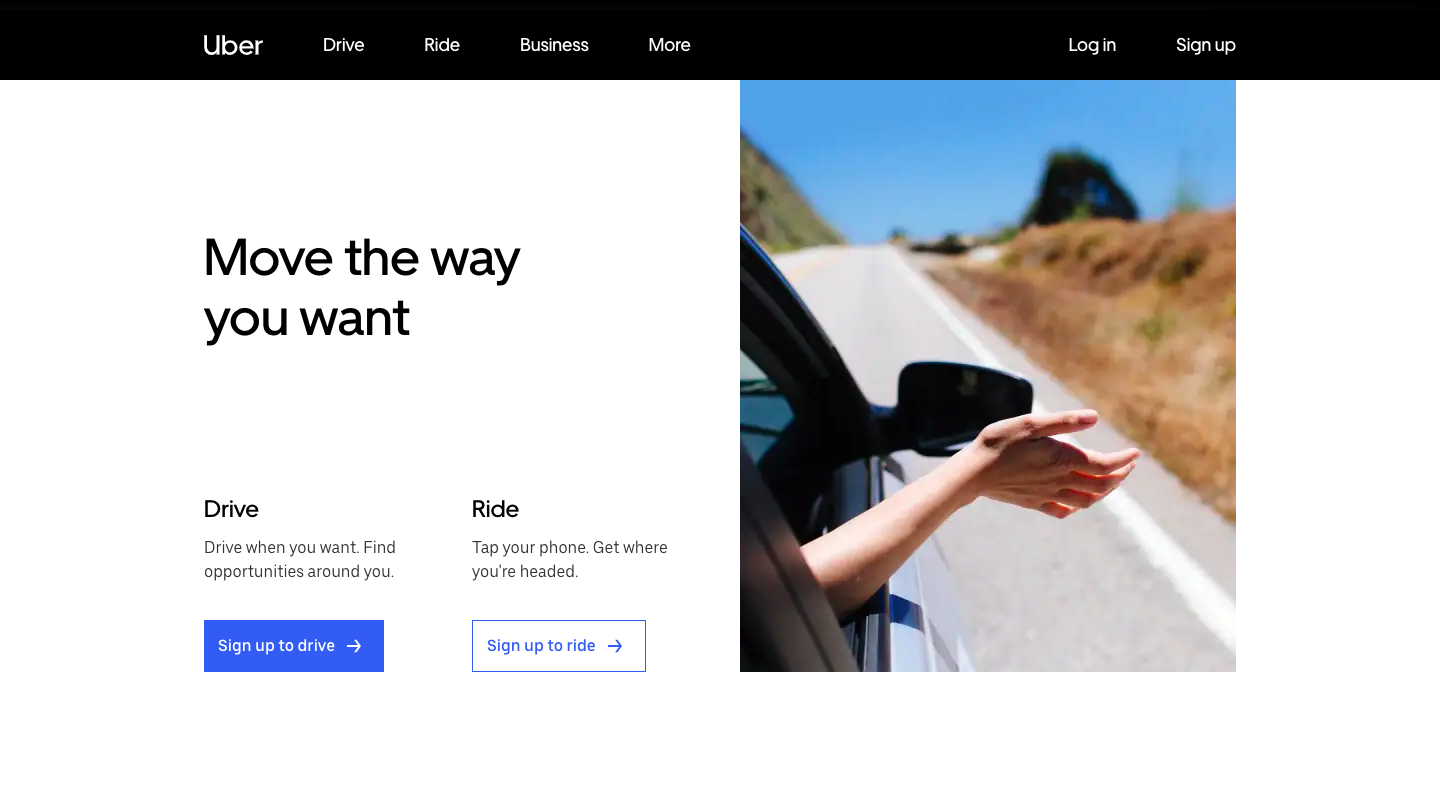 Uber
Drive
Ride
Business
More
Log in
Sign up
Move the way
you want
Drive
Drive when you want. Find
opportunities around you.
Sign up to drive
Ride
Tap your phone. Get where
you're headed.
Sign up to ride